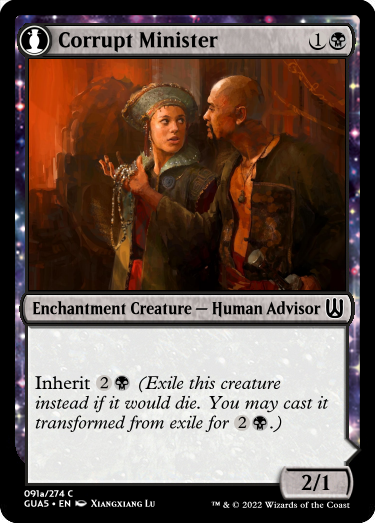 Corrupt Minister 1
Enchantment Creature — Human Advisor
Inherit 2 (Exile this creature
instead if it would die. You may cast it
transformed from exile for 2 .)
2/1
091a/274 C
GUA5 • EN Xiangxiang Lu
™ & © 2022 Wizards of the Coast